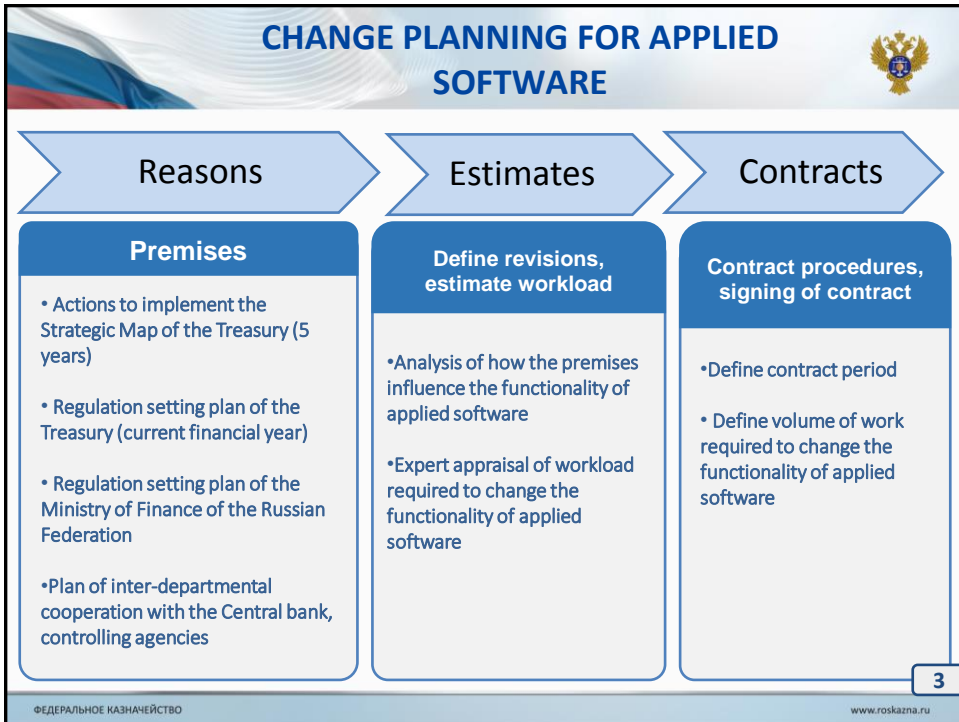 CHANGE PLANNING FOR APPLIED
SOFTWARE
Reasons
Estimates
Contracts
Premises
• Actions to implement the
Strategic Map of the Treasury (5
years)
• Regulation setting plan of the
Treasury (current financial year)
• Regulation setting plan of the
Ministry of Finance of the Russian
Federation
•Plan of inter-departmental
cooperation with the Central bank,
controlling agencies
Define revisions,
estimate workload
•Analysis of how the premises
influence the functionality of
applied software
•Expert appraisal of workload
required to change the
functionality of applied
software
Contract procedures,
signing of contract
•Define contract period
• Define volume of work
required to change the
functionality of applied
software
3
ФЕДЕРАЛЬНОЕ КАЗНАЧЕЙСТВО
www.roskazna.ru